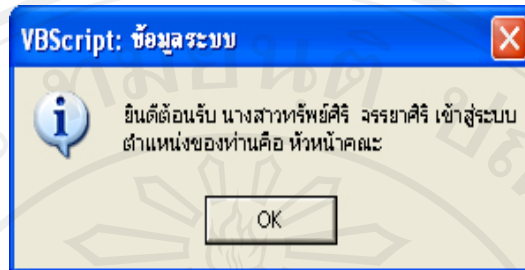 VBScript: ข้อมูลระบบ
ยินดีต้อนรับ นางสาวทรัพย์ศิริ จรรยาศิริ เข้าสู่ระบบ
ตำแหน่งของท่านคือ หัวหน้าคณะ
OK